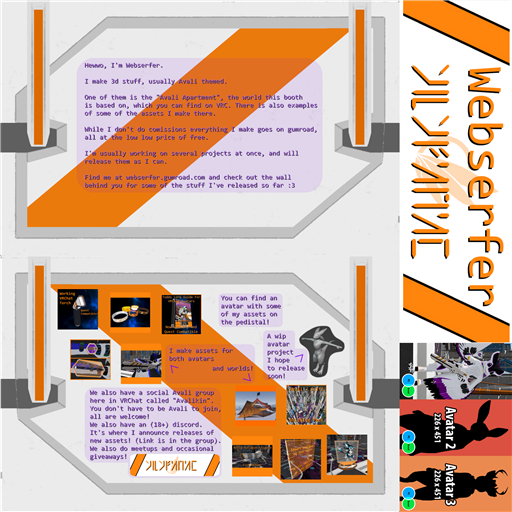 Hewwo, I'm Webserfer.
I make 3d stuff, usually Avali themed.
One of them is the "Avali Apartment", the world this booth
is based on, which you can find on VRC. There is also examples
of some of the assets I make there.
While I don't do comissions everything I make goes on gumroad,
all at the low low price of free.
I'm usually working on several projects at once, and will
release them as I can.
Find me at webserfer.gumroad.com and check out the wall
behind you for some of the stuff I've released so far :3
Webserfer
Working
VRChat
Torch
Quest Compatible
You can find an
avatar with some
of my assets on
the pedistal!
I make assets for
both avatars
and worlds!
A wip
avatar
project
I hope
to release
soon!
We also have a social Avali group
here in VRChat called "Avalikin".
You don't have to be Avali to join,
all are welcome!
We also have an (18+) discord.
It's where I announce releases of
new assets! (Link is in the group).
We also do meetups and occasional
giveaways!
Avatar 2
226 x 451
Avatar 3
226 x 451